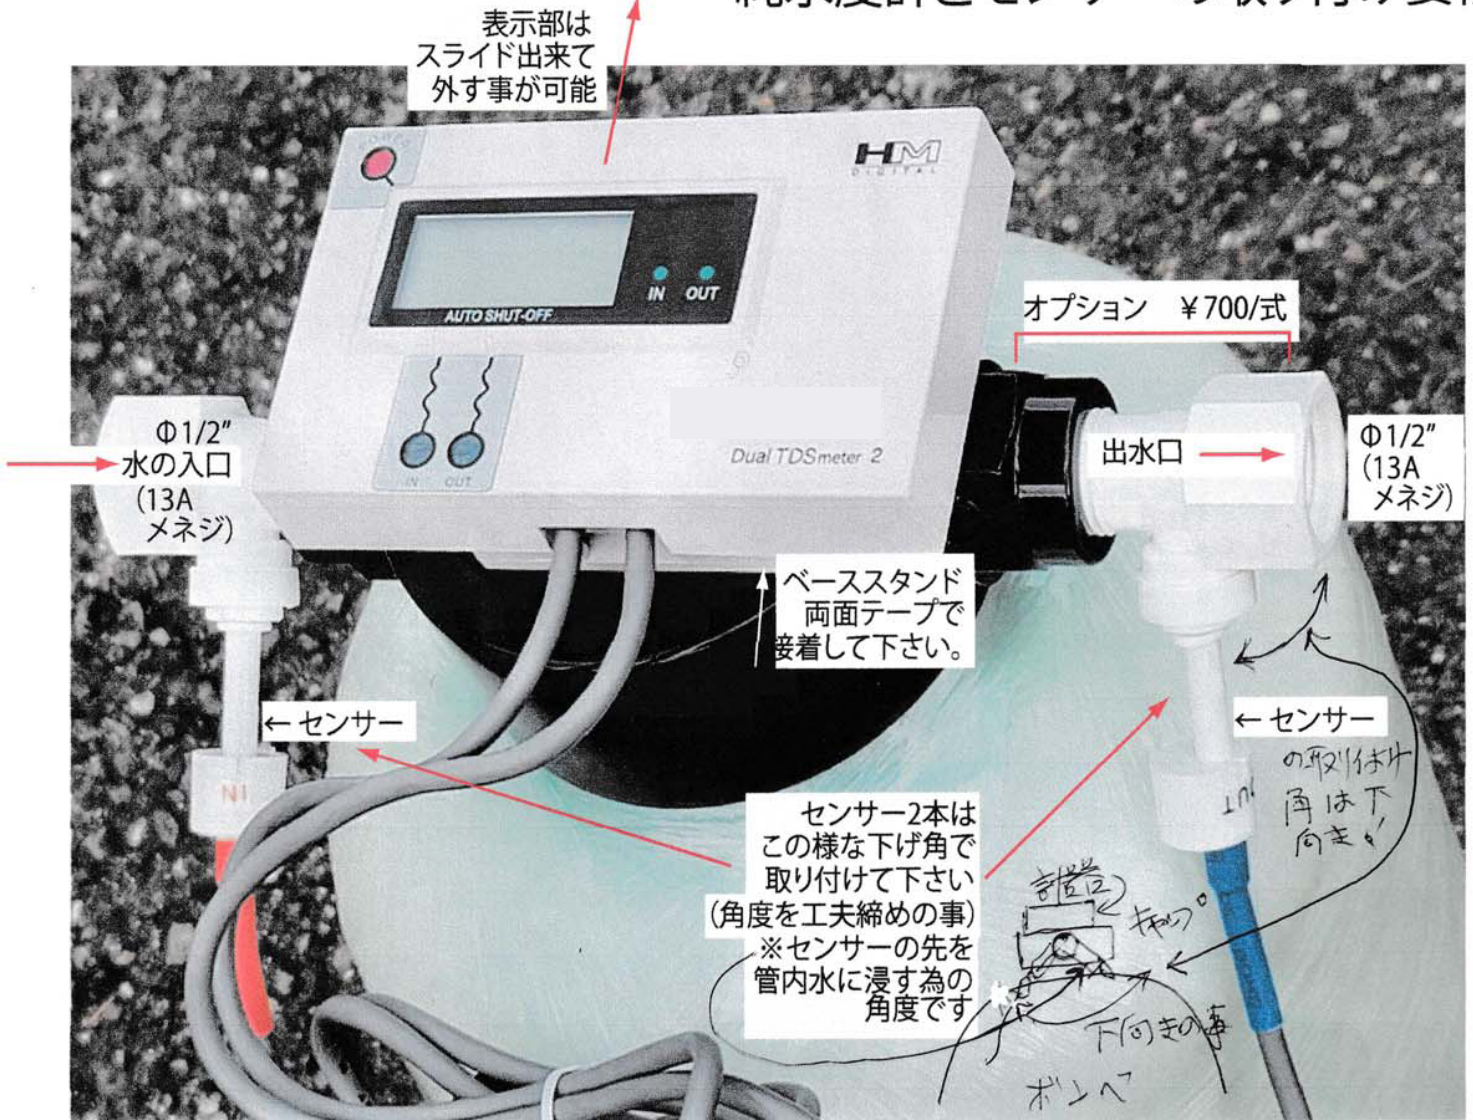 表示部は
スライド出来て
外す事が可能
HM
DIGITAL
IN OUT
AUTO SHUT-OFF
オプション ¥700/式
Φ1/2"
水の入口
(13A
メネジ)
IN OUT
Dual TDS meter 2
出水口
Φ1/2"
(13A
メネジ)
ベーススタンド
両面テープで
接着して下さい。
←センサー
←センサー
の取り付け
角は下
向き!
IN
OUT
センサー2本は
この様な下げ角で
取り付けて下さい
(角度を工夫締めの事)
※センサーの先を
管内水に浸す為の
角度です
計器
キャップ
下向きの事
ボンベ